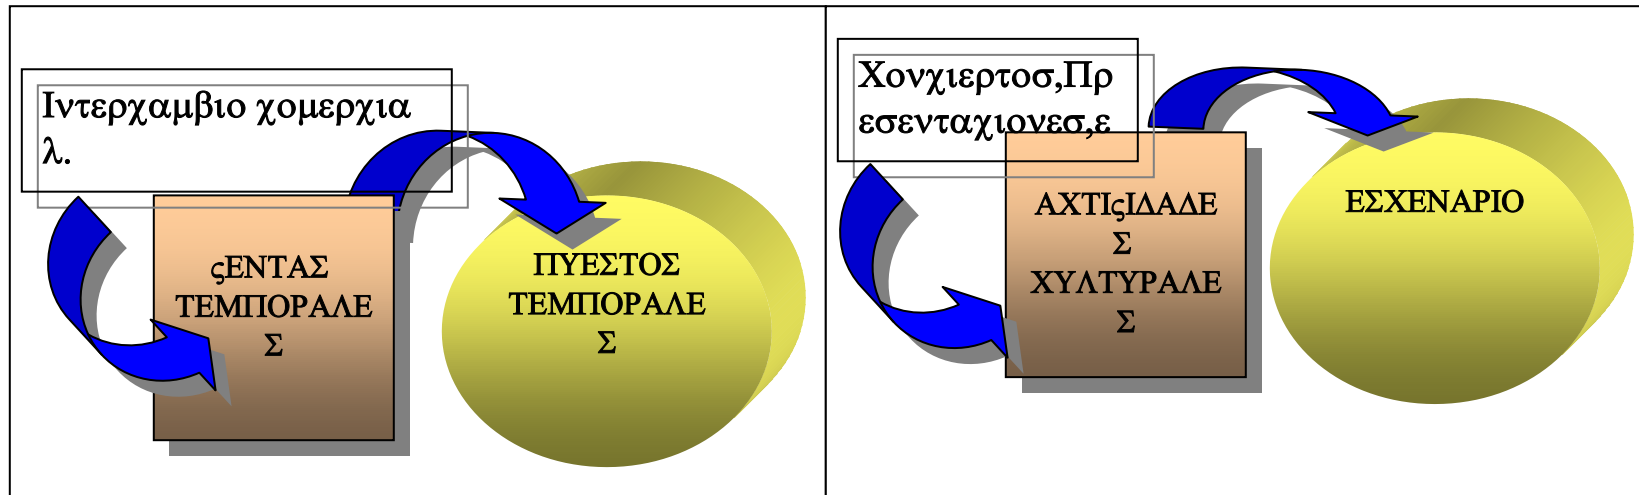 Ιντερχαμβιο χομερχια
λ.
ςΕΝΤΑΣ
ΤΕΜΠΟΡΑΛΕ
Σ
ΠΥΕΣΤΟΣ
ΤΕΜΠΟΡΑΛΕ
Σ
Χονχιερτοσ,Πρ
εσενταχιονεσ,ε
ΑΧΤΙςΙΔΑΔΕ
Σ
ΧΥΛΤΥΡΑΛΕ
Σ
ΕΣΧΕΝΑΡΙΟ